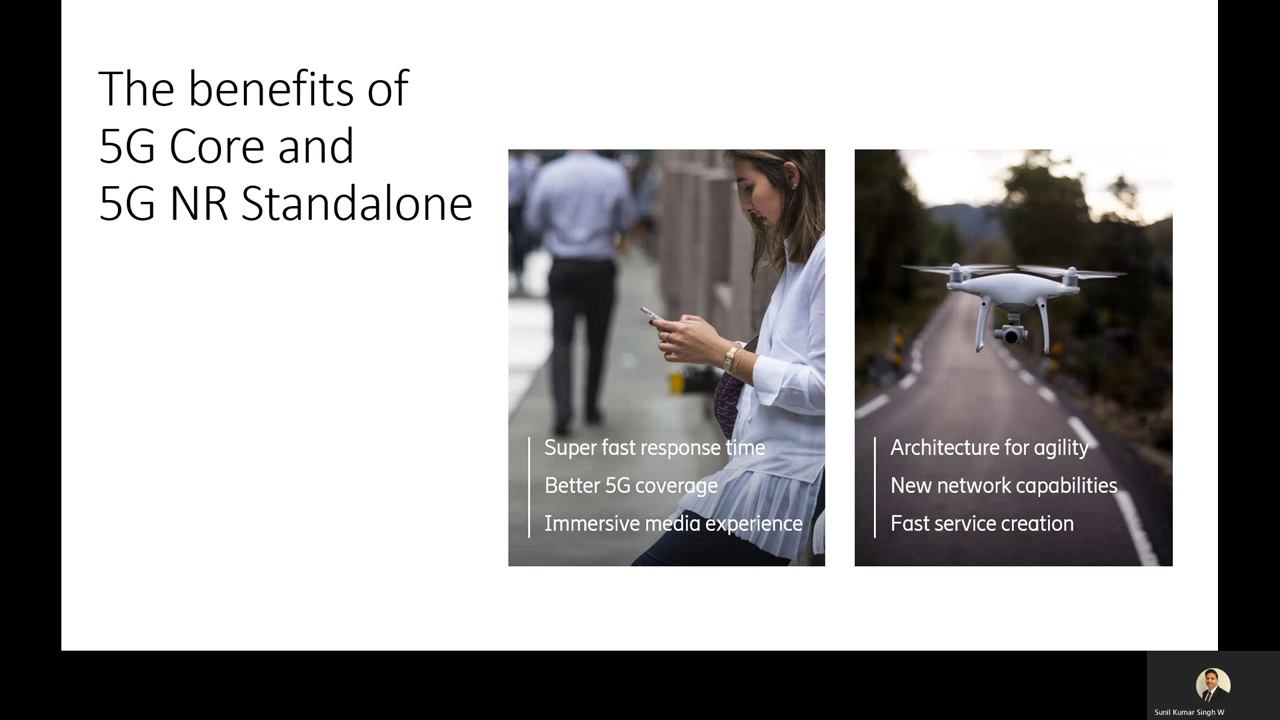 The benefits of
5G Core and
5G NR Standalone
Super fast response time
Better 5G coverage
Immersive media experience
Architecture for agility
New network capabilities
Fast service creation
Sunil Kumar Singh W